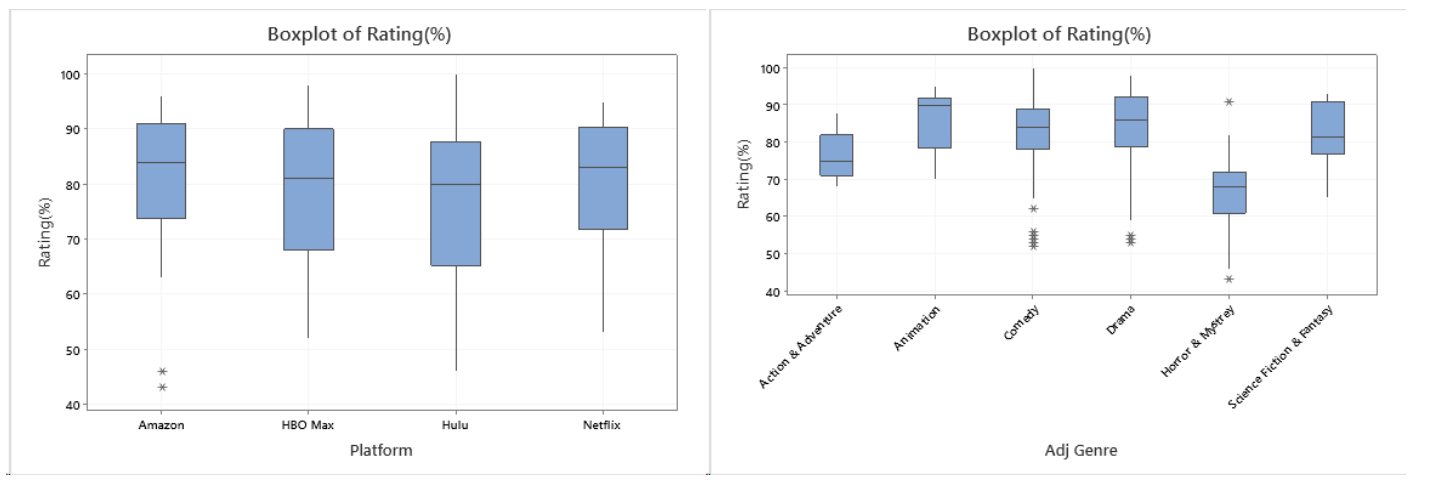 Boxplot of Rating(%)
Rating(%)
100
90
80
70
60
50
40
Amazon HBO Max Hulu Netflix
Platform
Boxplot of Rating(%)
Rating(%)
100
90
80
70
60
50
40
Action & Adventure
Animation
Comedy
Drama
Horror & Mystrey
Science Fiction & Fantasy
Adj Genre